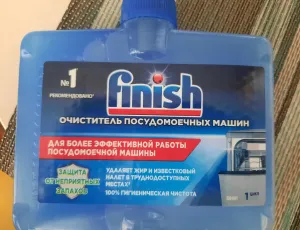 №1
РЕКОМЕНДОВАНО*
finish
ОЧИСТИТЕЛЬ ПОСУДОМОЕЧНЫХ МАШИН
ДЛЯ БОЛЕЕ ЭФФЕКТИВНОЙ РАБОТЫ
ПОСУДОМОЕЧНОЙ МАШИНЫ
ЗАЩИТА
ОТ НЕПРИЯТНЫХ
ЗАПАХОВ
УДАЛЯЕТ ЖИР И ИЗВЕСТКОВЫЙ
НАЛЕТ В ТРУДНОДОСТУПНЫХ
МЕСТАХ
100% ГИГИЕНИЧЕСКАЯ ЧИСТОТА